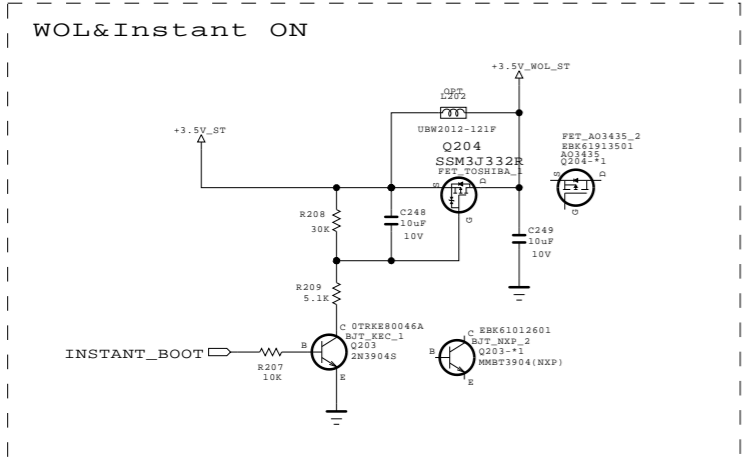 WOL&Instant ON
+3.5V_WOL_ST
OPT
L202
UBW2012-121F
+3.5V_ST
Q204
SSM3J332R
FET_TOSHIBA_1
S
D
G
FET_AO3435_2
EBK61913501
AO3435
Q204-*1
S
D
G
R208
30K
C248
10uF
10V
C249
10uF
10V
R209
5.1K
C
0TRKE80046A
BJT_KEC_1
Q203
2N3904S
B
E
INSTANT_BOOT
R207
10K
EBK61012601
C
BJT_NXP_2
Q203-*1
B
MMBT3904(NXP)
E